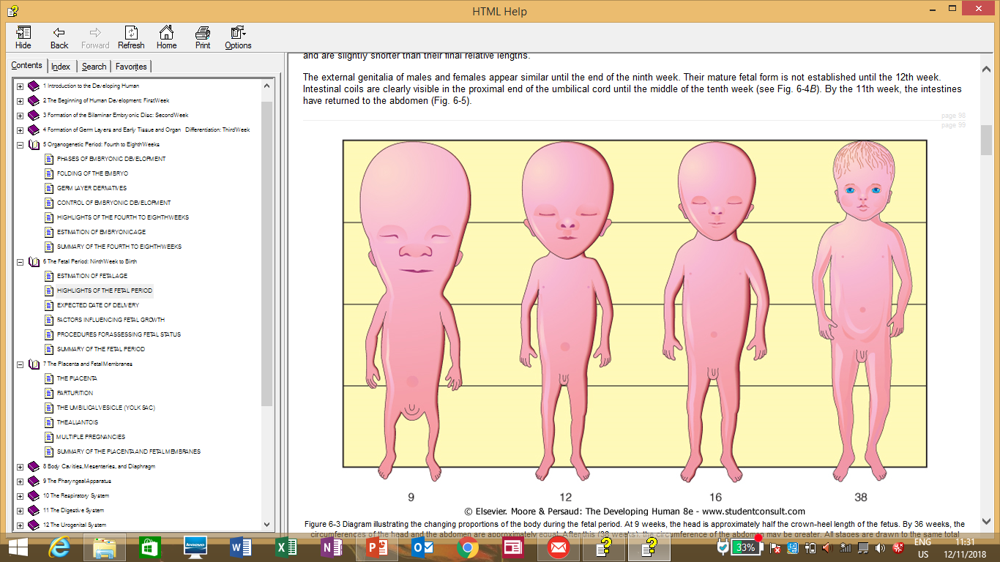 HTML Help
Hide Back Forward Refresh Home Print Options
Contents Index Search Favorites
1 Introduction to the Developing Human
2 The Beginning of Human Development: FirstWeek
3 Formation of the Bilaminar Embryonic Disc: SecondWeek
4 Formation of Germ Layers and Early Tissue and Organ Differentiation: ThirdWeek
5 Organogenetic Period: Fourth to EighthWeeks
PHASES OF EMBRYONIC DEVELOPMENT
FOLDING OF THE EMBRYO
GERM LAYER DERIVATIVES
CONTROL OF EMBRYONIC DEVELOPMENT
HIGHLIGHTS OF THE FOURTH TO EIGHTHWEEKS
ESTIMATION OF EMBRYONICAGE
SUMMARY OF THE FOURTH TO EIGHTHWEEKS
6 The Fetal Period: NinthWeek to Birth
ESTIMATION OF FETALAGE
HIGHLIGHTS OF THE FETAL PERIOD
EXPECTED DATE OF DELIVERY
FACTORS INFLUENCING FETAL GROWTH
PROCEDURES FORASSESSING FETAL STATUS
SUMMARY OF THE FETAL PERIOD
7 The Placenta and Fetal Membranes
THE PLACENTA
PARTURITION
THE UMBILICALVESICLE (YOLK SAC)
THEALLANTOIS
MULTIPLE PREGNANCIES
SUMMARY OF THE PLACENTAAND FETAL MEMBRANES
8 Body Cavities, Mesenteries, and Diaphragm
9 The PharyngealApparatus
10 The Respiratory System
11 The Digestive System
12 The Urogenital System
and are slightly shorter than their final relative lengths.
The external genitalia of males and females appear similar until the end of the ninth week. Their mature fetal form is not established until the 12th week.
Intestinal coils are clearly visible in the proximal end of the umbilical cord until the middle of the tenth week (see Fig. 6-4B). By the 11th week, the intestines
have returned to the abdomen (Fig. 6-5).
page 98
page 99
9 12 16 38
© Elsevier. Moore & Persaud: The Developing Human 8e - www.studentconsult.com
Figure 6-3 Diagram illustrating the changing proportions of the body during the fetal period. At 9 weeks, the head is approximately half the crown-heel length of the fetus. By 36 weeks, the
circumferences of the head and the abdomen are approximately equal. After this (38 weeks), the circumference of the abdomen may be greater. All stages are drawn to the same total
lenovo
33%
ENG
US
11:31
12/11/2018